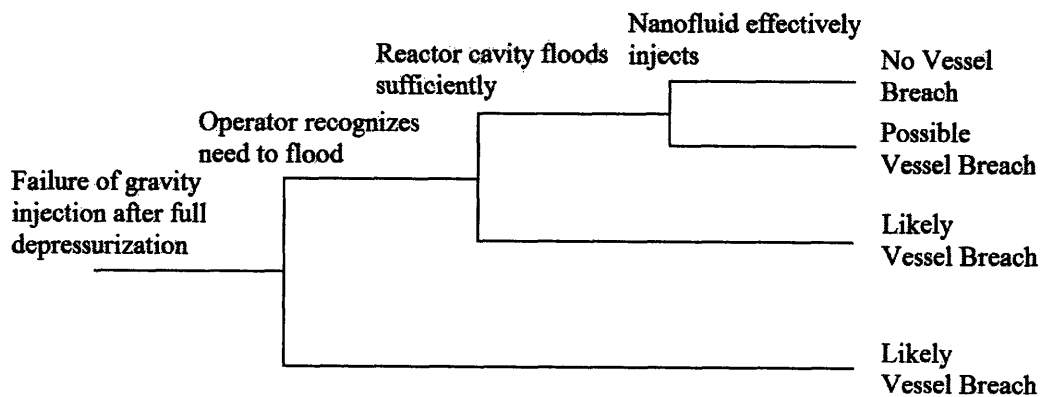 Failure of gravity
injection after full
depressurization
Operator recognizes
need to flood
Reactor cavity floods
sufficiently
Nanofluid effectively
injects
No Vessel
Breach
Possible
Vessel Breach
Likely
Vessel Breach
Likely
Vessel Breach